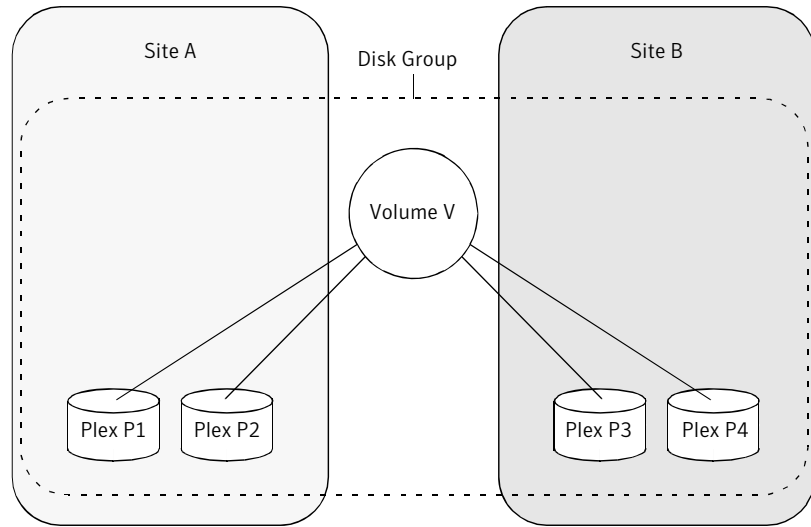 Site A
Disk Group
Site B
Volume V
Plex P1
Plex P2
Plex P3
Plex P4